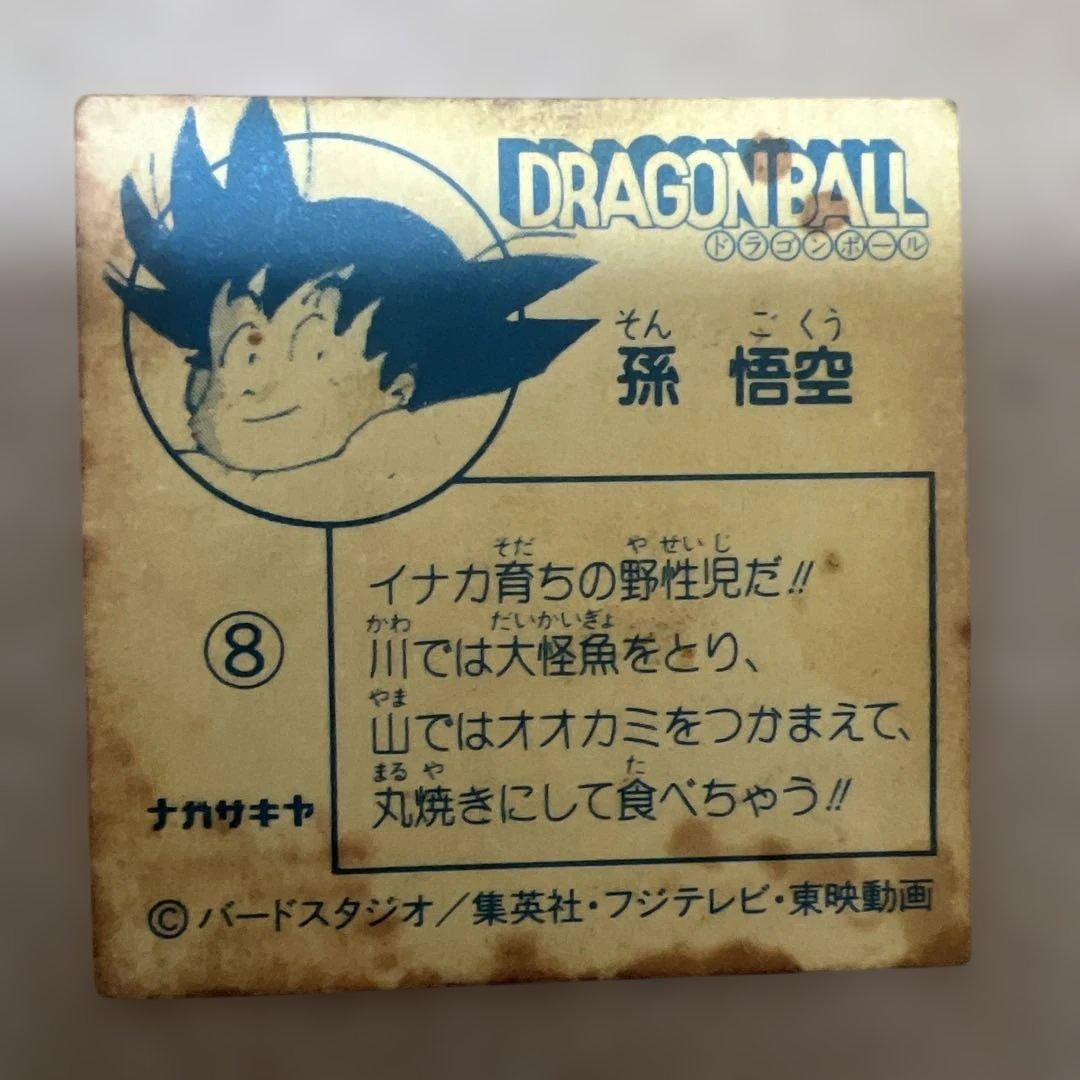 DRAGON BALL
ドラゴンボール
そん ご くう
孫 悟空
そだ や せい じ
イナカ育ちの野性児だ!!
かわ だいかいぎょ
川では大怪魚をとり、
やま
山ではオオカミをつかまえて、
まる や た
丸焼きにして食べちゃう!!
⑧
ナガサキヤ
©バードスタジオ/集英社・フジテレビ・東映動画